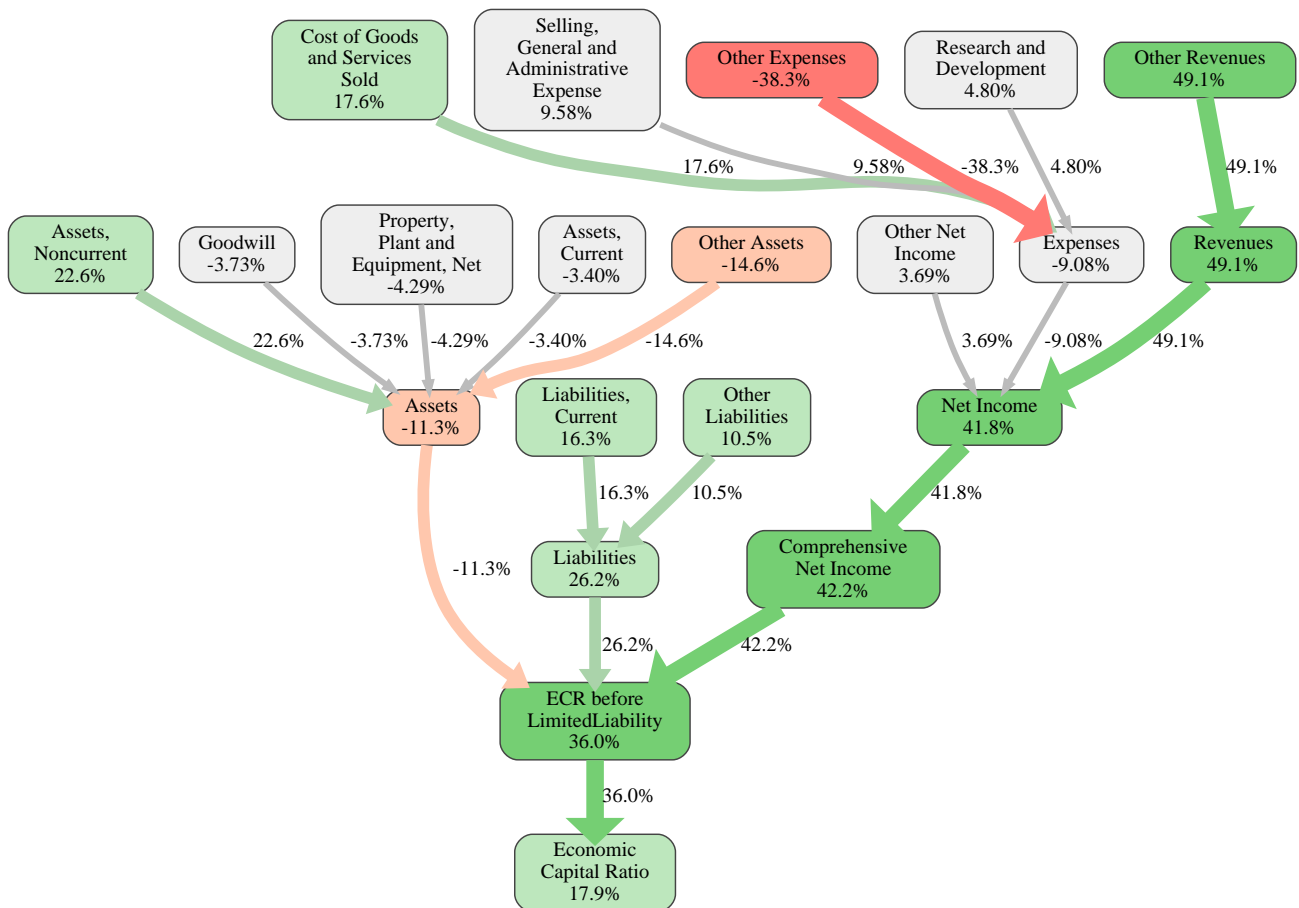 Cost of Goods
and Services
Sold
17.6%
Selling,
General and
Administrative
Expense
9.58%
Other Expenses
-38.3%
Research and
Development
4.80%
Other Revenues
49.1%
17.6%
9.58%
-38.3%
4.80%
49.1%
Assets,
Noncurrent
22.6%
Goodwill
-3.73%
Property,
Plant and
Equipment, Net
-4.29%
Assets,
Current
-3.40%
Other Assets
-14.6%
Other Net
Income
3.69%
Expenses
-9.08%
Revenues
49.1%
22.6%
-3.73%
-4.29%
-3.40%
-14.6%
3.69%
-9.08%
49.1%
Assets
-11.3%
Liabilities,
Current
16.3%
Other
Liabilities
10.5%
Net Income
41.8%
16.3%
10.5%
41.8%
-11.3%
Liabilities
26.2%
Comprehensive
Net Income
42.2%
26.2%
42.2%
ECR before
LimitedLiability
36.0%
36.0%
Economic
Capital Ratio
17.9%